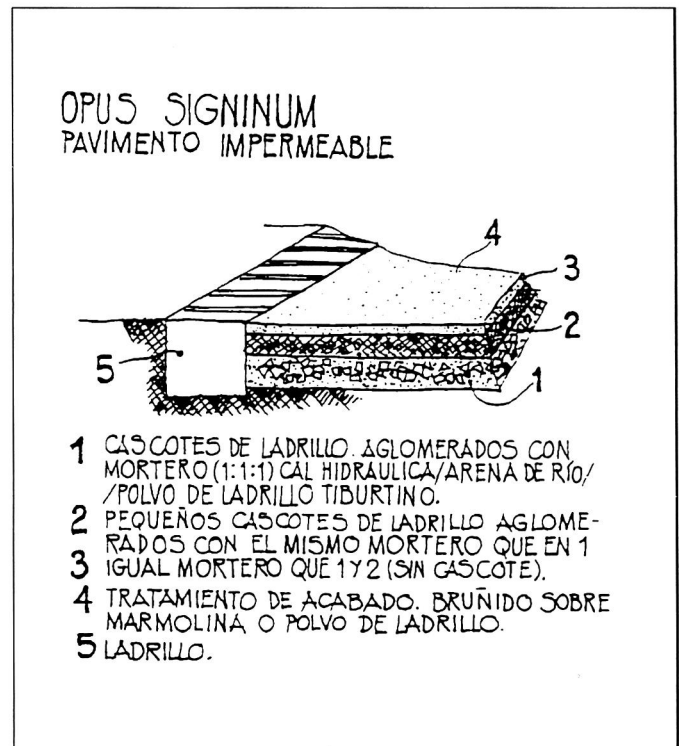 OPUS SIGNINUM
PAVIMENTO IMPERMEABLE
4
3
2
5
1
1 CASCOTES DE LADRILLO. AGLOMERADOS CON
MORTERO (1:1:1) CAL HIDRAULICA/ARENA DE RÍO/
/POLVO DE LADRILLO TIBURTINO.
2 PEQUEÑOS CASCOTES DE LADRILLO AGLOME-
RADOS CON EL MISMO MORTERO QUE EN 1
3 IGUAL MORTERO QUE 1 Y 2 (SIN CASCOTE).
4 TRATAMIENTO DE ACABADO. BRUÑIDO SOBRE
MARMOLINA O POLVO DE LADRILLO.
5 LADRILLO.